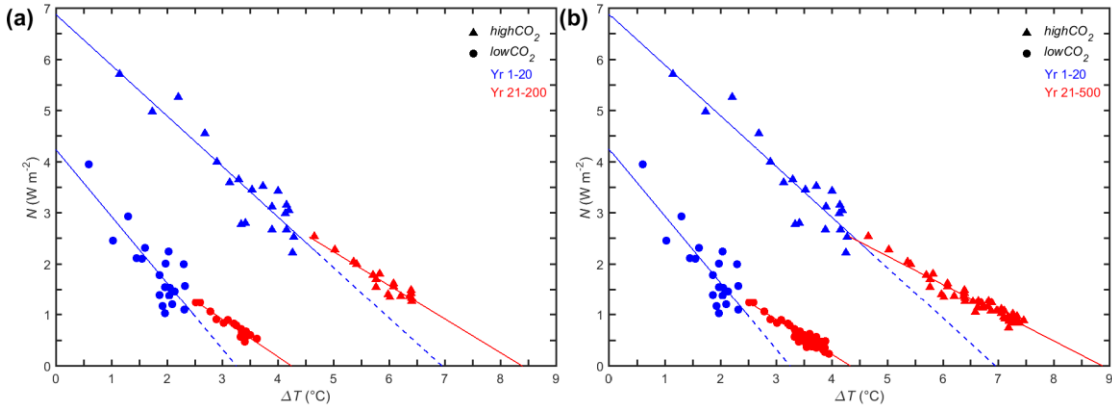 (a)
7
6
5
4
3
2
1
0
N (W m⁻²)
0 1 2 3 4 5 6 7 8 9
ΔT (°C)
highCO₂
lowCO₂
Yr 1-20
Yr 21-200
(b)
7
6
5
4
3
2
1
0
N (W m⁻²)
0 1 2 3 4 5 6 7 8 9
ΔT (°C)
highCO₂
lowCO₂
Yr 1-20
Yr 21-500